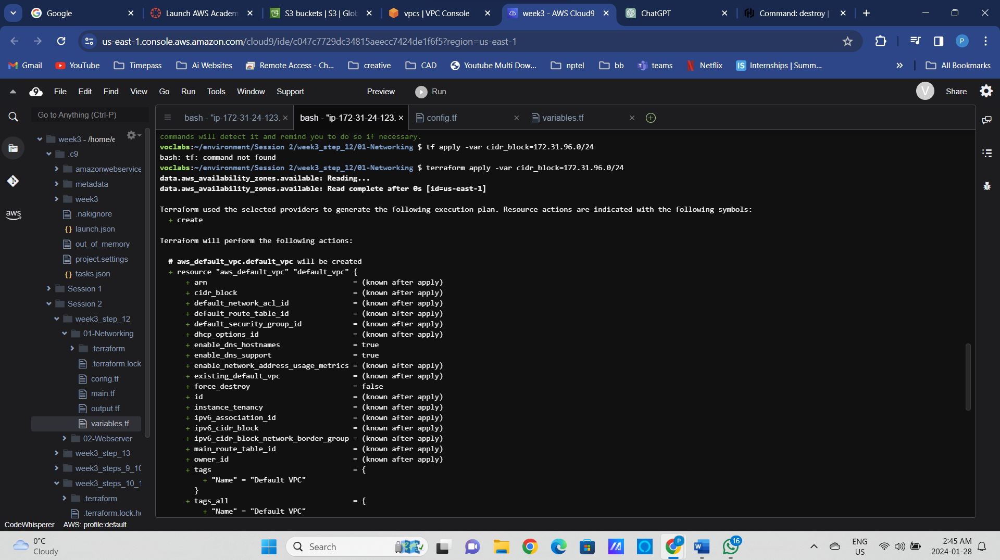 Google
Launch AWS Academ
S3 buckets | S3 | Glob
vpcs | VPC Console
week3 - AWS Cloud9
ChatGPT
Command: destroy |
us-east-1.console.aws.amazon.com/cloud9/ide/c047c7729dc34815aeecc7424de1f6f5?region=us-east-1
P
Gmail
YouTube
Timepass
Ai Websites
Remote Access - Ch...
creative
CAD
Youtube Multi Dow...
nptel
bb
teams
Netflix
IS Internships | Summ...
»
All Bookmarks
9
File
Edit
Find
View
Go
Run
Tools
Window
Support
Preview
Run
V
Share
Go to Anything (Ctrl-P)
bash - "ip-172-31-24-123.
bash - "ip-172-31-24-123.
config.tf
variables.tf
aws
week3 - /home/e
.c9
amazonwebservice
metadata
week3
.nakignore
{} launch.json
out_of_memory
project.settings
{} tasks.json
Session 1
Session 2
week3_step_12
01-Networking
.terraform
.terraform.lock
config.tf
main.tf
output.tf
variables.tf
02-Webserver
week3_step_13
week3_steps_9_10
week3_steps_10_1
.terraform
.terraform.lock.hc
commands will detect it and remind you to do so if necessary.
voclabs:~/environment/Session 2/week3_step_12/01-Networking $ tf apply -var cidr_block=172.31.96.0/24
bash: tf: command not found
voclabs:~/environment/Session 2/week3_step_12/01-Networking $ terraform apply -var cidr_block=172.31.96.0/24
data.aws_availability_zones.available: Reading...
data.aws_availability_zones.available: Read complete after 0s [id=us-east-1]
Terraform used the selected providers to generate the following execution plan. Resource actions are indicated with the following symbols:
+ create
Terraform will perform the following actions:
# aws_default_vpc.default_vpc will be created
+ resource "aws_default_vpc" "default_vpc" {
+ arn = (known after apply)
+ cidr_block = (known after apply)
+ default_network_acl_id = (known after apply)
+ default_route_table_id = (known after apply)
+ default_security_group_id = (known after apply)
+ dhcp_options_id = (known after apply)
+ enable_dns_hostnames = true
+ enable_dns_support = true
+ enable_network_address_usage_metrics = (known after apply)
+ existing_default_vpc = (known after apply)
+ force_destroy = false
+ id = (known after apply)
+ instance_tenancy = (known after apply)
+ ipv6_association_id = (known after apply)
+ ipv6_cidr_block = (known after apply)
+ ipv6_cidr_block_network_border_group = (known after apply)
+ main_route_table_id = (known after apply)
+ owner_id = (known after apply)
+ tags = {
+ "Name" = "Default VPC"
}
+ tags_all = {
+ "Name" = "Default VPC"
CodeWhisperer
AWS: profile:default
0°C
Cloudy
Search
P
W
16
ENG
US
2:45 AM
2024-01-28